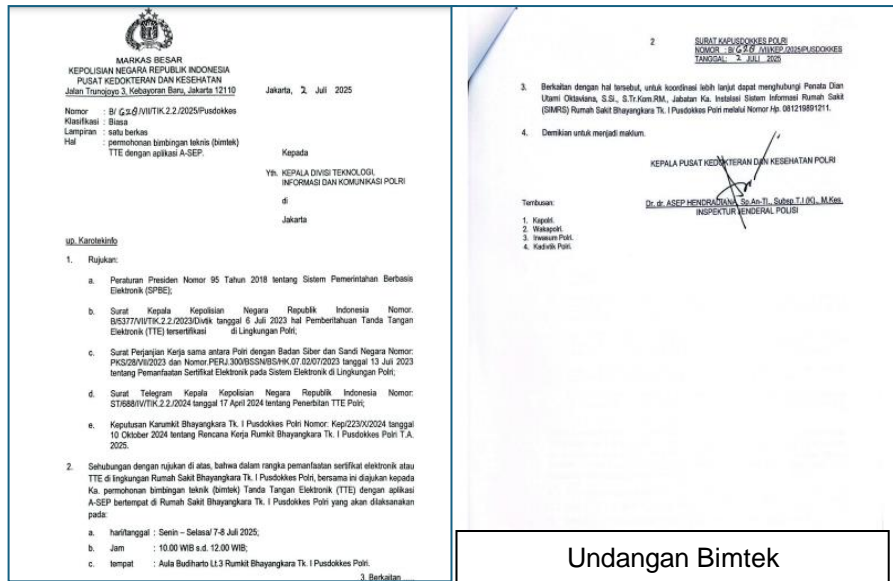 MARKAS BESAR
KEPOLISIAN NEGARA REPUBLIK INDONESIA
PUSAT KEDOKTERAN DAN KESEHATAN
Jalan Trunojoyo 3, Kebayoran Baru, Jakarta 12110
Jakarta, 2 Juli 2025
Nomor : B/ 628 /VII/TIK.2.2./2025/Pusdokkes
Klasifikasi : Biasa
Lampiran : satu berkas
Hal : permohonan bimbingan teknis (bimtek)
TTE dengan aplikasi A-SEP.
Kepada
Yth. KEPALA DIVISI TEKNOLOGI,
INFORMASI DAN KOMUNIKASI POLRI
di
Jakarta
up. Karotekinfo
1. Rujukan:
a. Peraturan Presiden Nomor 95 Tahun 2018 tentang Sistem Pemerintahan Berbasis
Elektronik (SPBE);
b. Surat Kepala Kepolisian Negara Republik Indonesia Nomor.
B/5377/VII/TIK.2.2./2023/Divtik tanggal 6 Juli 2023 hal Pemberitahuan Tanda Tangan
Elektronik (TTE) tersertifikasi di Lingkungan Polri;
c. Surat Perjanjian Kerja sama antara Polri dengan Badan Siber dan Sandi Negara Nomor:
PKS/28/VII/2023 dan Nomor.PERJ.300/BSSN/BS/HK.07.02/07/2023 tanggal 13 Juli 2023
tentang Pemanfaatan Sertifikat Elektronik pada Sistem Elektronik di Lingkungan Polri;
d. Surat Telegram Kepala Kepolisian Negara Republik Indonesia Nomor:
ST/688/IV/TIK.2.2./2024 tanggal 17 April 2024 tentang Penerbitan TTE Polri;
e. Keputusan Karumkit Bhayangkara Tk. I Pusdokkes Polri Nomor: Kep/223/X/2024 tanggal
10 Oktober 2024 tentang Rencana Kerja Rumkit Bhayangkara Tk. I Pusdokkes Polri T.A.
2025.
2. Sehubungan dengan rujukan di atas, bahwa dalam rangka pemanfaatan sertifikat elektronik atau
TTE di lingkungan Rumah Sakit Bhayangkara Tk. I Pusdokkes Polri, bersama ini diajukan kepada
Ka. permohonan bimbingan teknik (bimtek) Tanda Tangan Elektronik (TTE) dengan aplikasi
A-SEP bertempat di Rumah Sakit Bhayangkara Tk. I Pusdokkes Polri yang akan dilaksanakan
pada:
a. hari/tanggal : Senin – Selasa/ 7-8 Juli 2025;
b. Jam : 10.00 WIB s.d. 12.00 WIB;
c. tempat : Aula Budiharto Lt.3 Rumkit Bhayangkara Tk. I Pusdokkes Polri.
3. Berkaitan
2
SURAT KAPUSDOKKES POLRI
NOMOR : B/ 628 /VII/KEP./2025/PUSDOKKES
TANGGAL: 2 JULI 2025
3. Berkaitan dengan hal tersebut, untuk koordinasi lebih lanjut dapat menghubungi Penata Dian
Utami Oktaviana, S.Si., S.Tr.Kom.RM., Jabatan Ka. Instalasi Sistem Informasi Rumah Sakit
(SIMRS) Rumah Sakit Bhayangkara Tk. I Pusdokkes Polri melalui Nomor Hp. 081219891211.
4. Demikian untuk menjadi maklum.
KEPALA PUSAT KEDOKTERAN DAN KESEHATAN POLRI
Dr. dr. ASEP HENDRADIANA, Sp.An-TI., Subsp.T.I (K)., M.Kes.
INSPEKTUR JENDERAL POLISI
Tembusan:
1. Kapolri.
2. Wakapolri.
3. Irwasum Polri.
4. Kadivtik Polri.
Undangan Bimtek